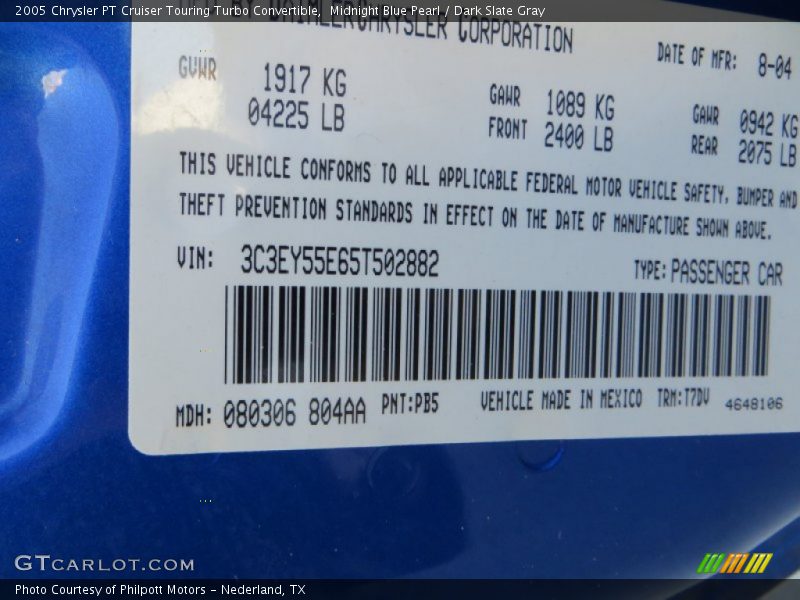 2005 Chrysler PT Cruiser Touring Turbo Convertible, Midnight Blue Pearl / Dark Slate Gray
MFD BY DAIMLERCHRYSLER CORPORATION
DATE OF MFR: 8-04
GVWR 1917 KG
04225 LB
GAWR 1089 KG
FRONT 2400 LB
GAWR 0942 KG
REAR 2075 LB
THIS VEHICLE CONFORMS TO ALL APPLICABLE FEDERAL MOTOR VEHICLE SAFETY, BUMPER AND
THEFT PREVENTION STANDARDS IN EFFECT ON THE DATE OF MANUFACTURE SHOWN ABOVE.
VIN: 3C3EY55E65T502882
TYPE: PASSENGER CAR
MDH: 080306 804AA PNT:PB5 VEHICLE MADE IN MEXICO TRM:T7DV 4648106
GTCARLOT.COM
Photo Courtesy of Philpott Motors - Nederland, TX